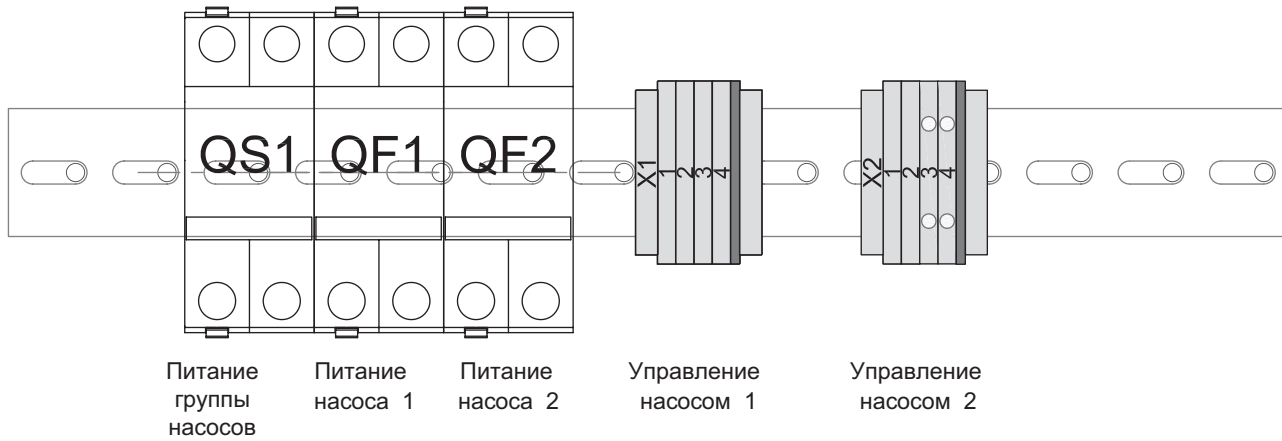 QS1 QF1 QF2
X1 1 2 3 4
X2 1 2 3 4
Питание
группы
насосов
Питание
насоса 1
Питание
насоса 2
Управление
насосом 1
Управление
насосом 2